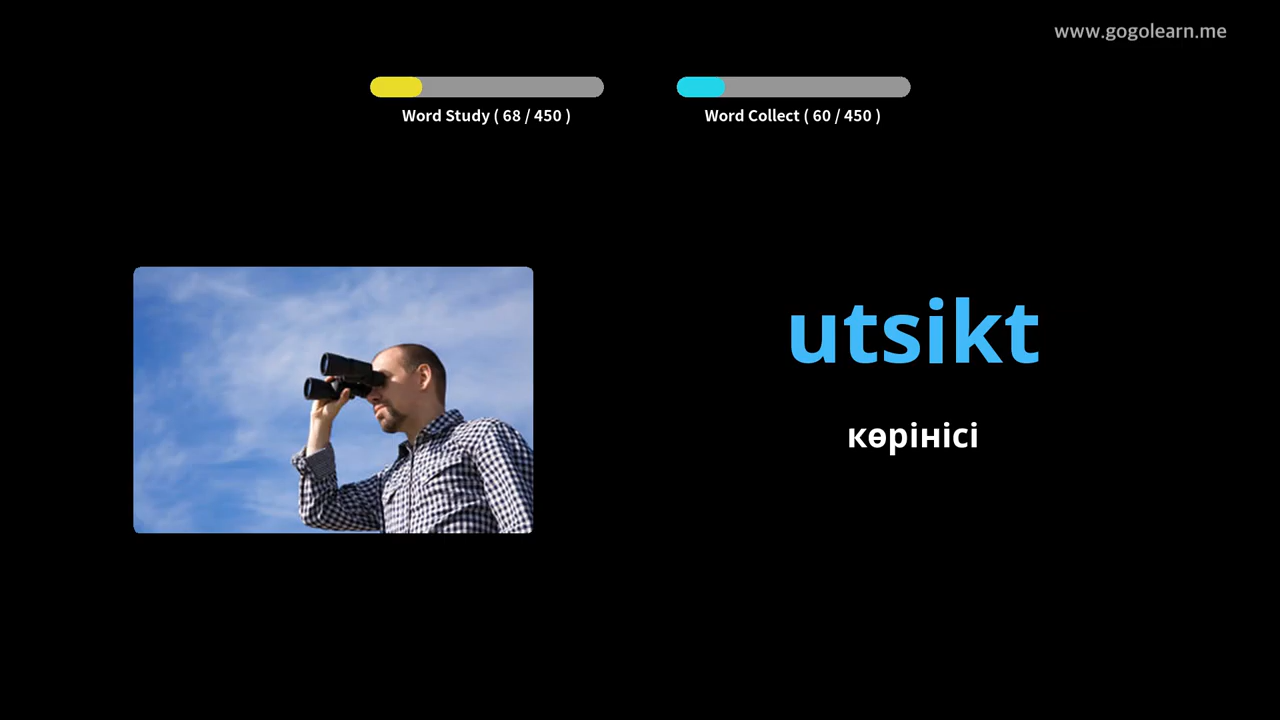 www.gogolearn.me
Word Study ( 68 / 450 )
Word Collect ( 60 / 450 )
utsikt
көрінісі